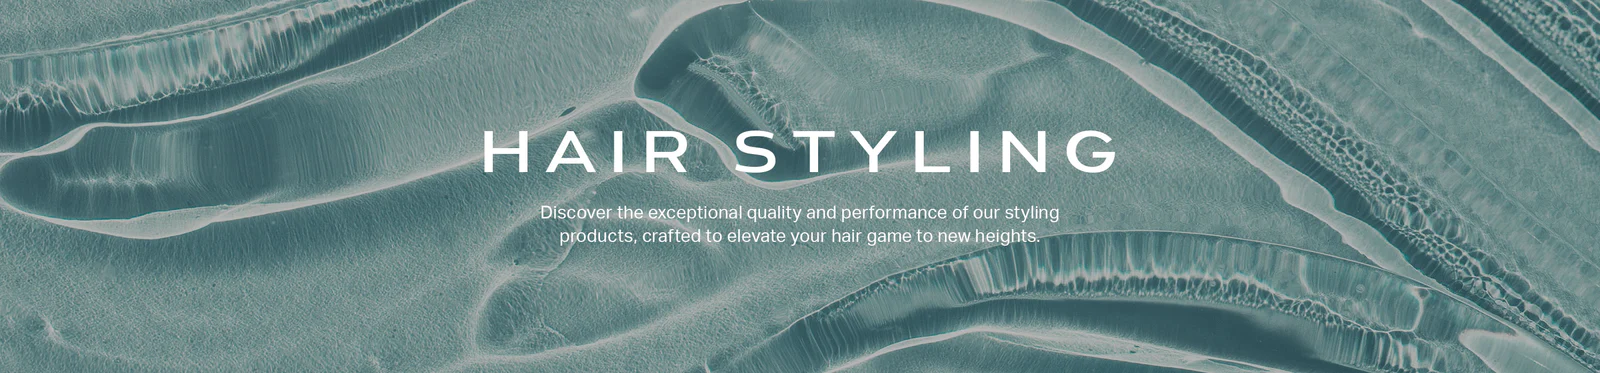 HAIR STYLING
Discover the exceptional quality and performance of our styling
products, crafted to elevate your hair game to new heights.